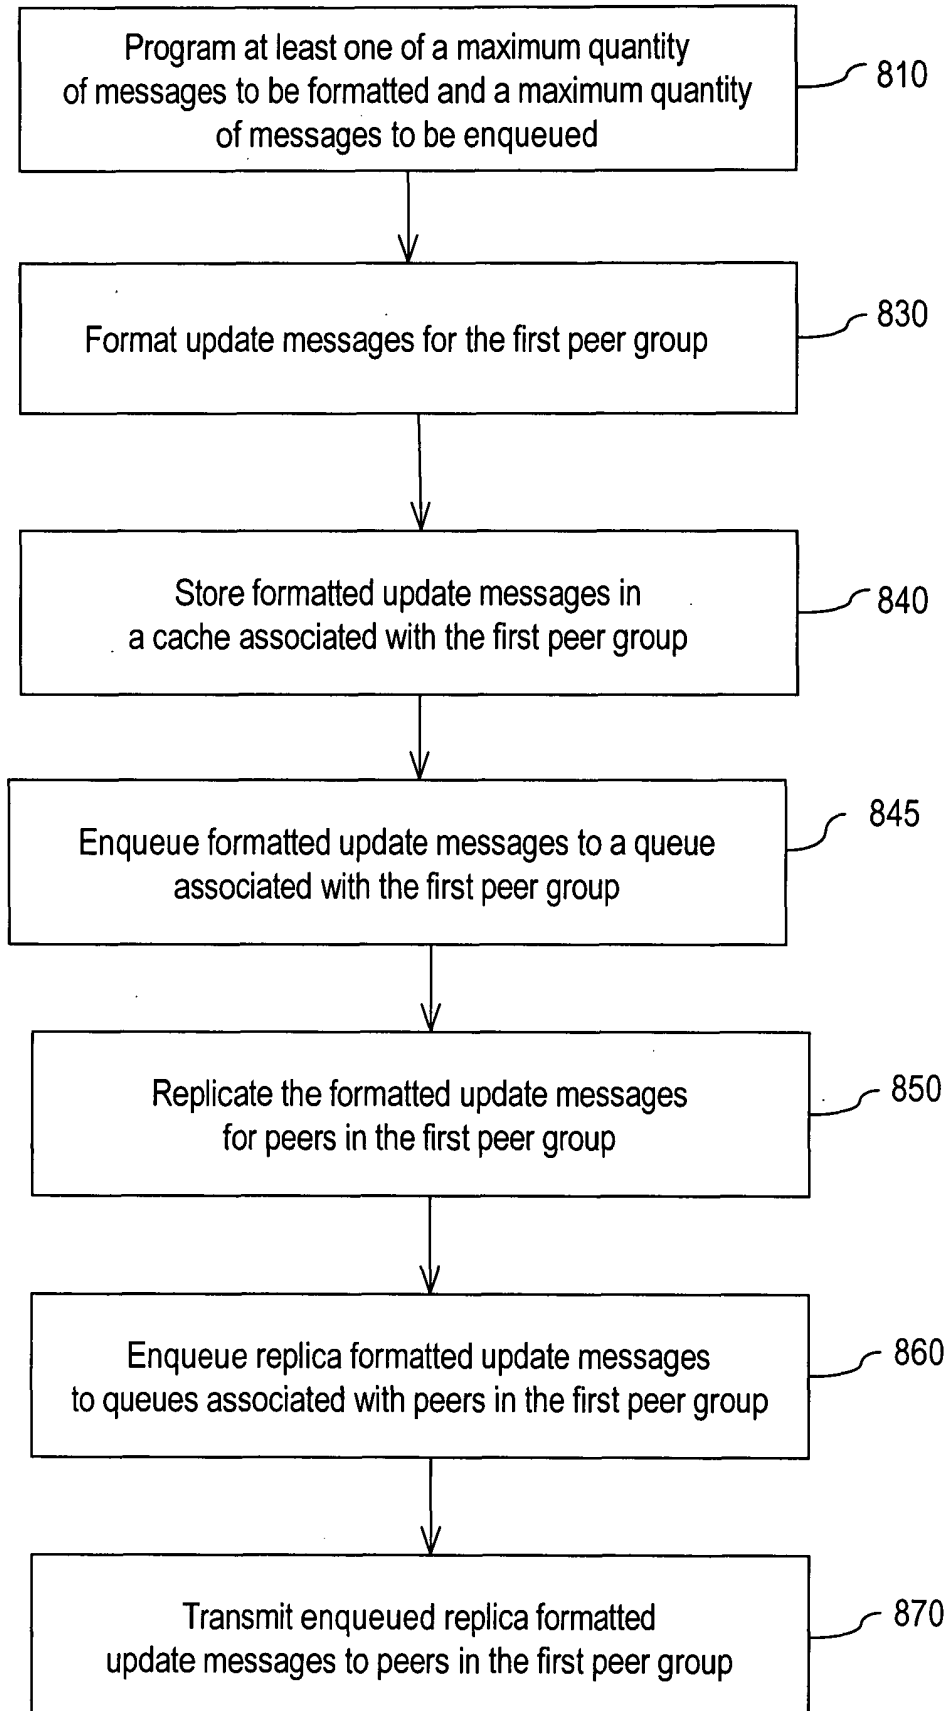 Program at least one of a maximum quantity
of messages to be formatted and a maximum quantity
of messages to be enqueued
810
Format update messages for the first peer group
830
Store formatted update messages in
a cache associated with the first peer group
840
Enqueue formatted update messages to a queue
associated with the first peer group
845
Replicate the formatted update messages
for peers in the first peer group
850
Enqueue replica formatted update messages
to queues associated with peers in the first peer group
860
Transmit enqueued replica formatted
update messages to peers in the first peer group
870